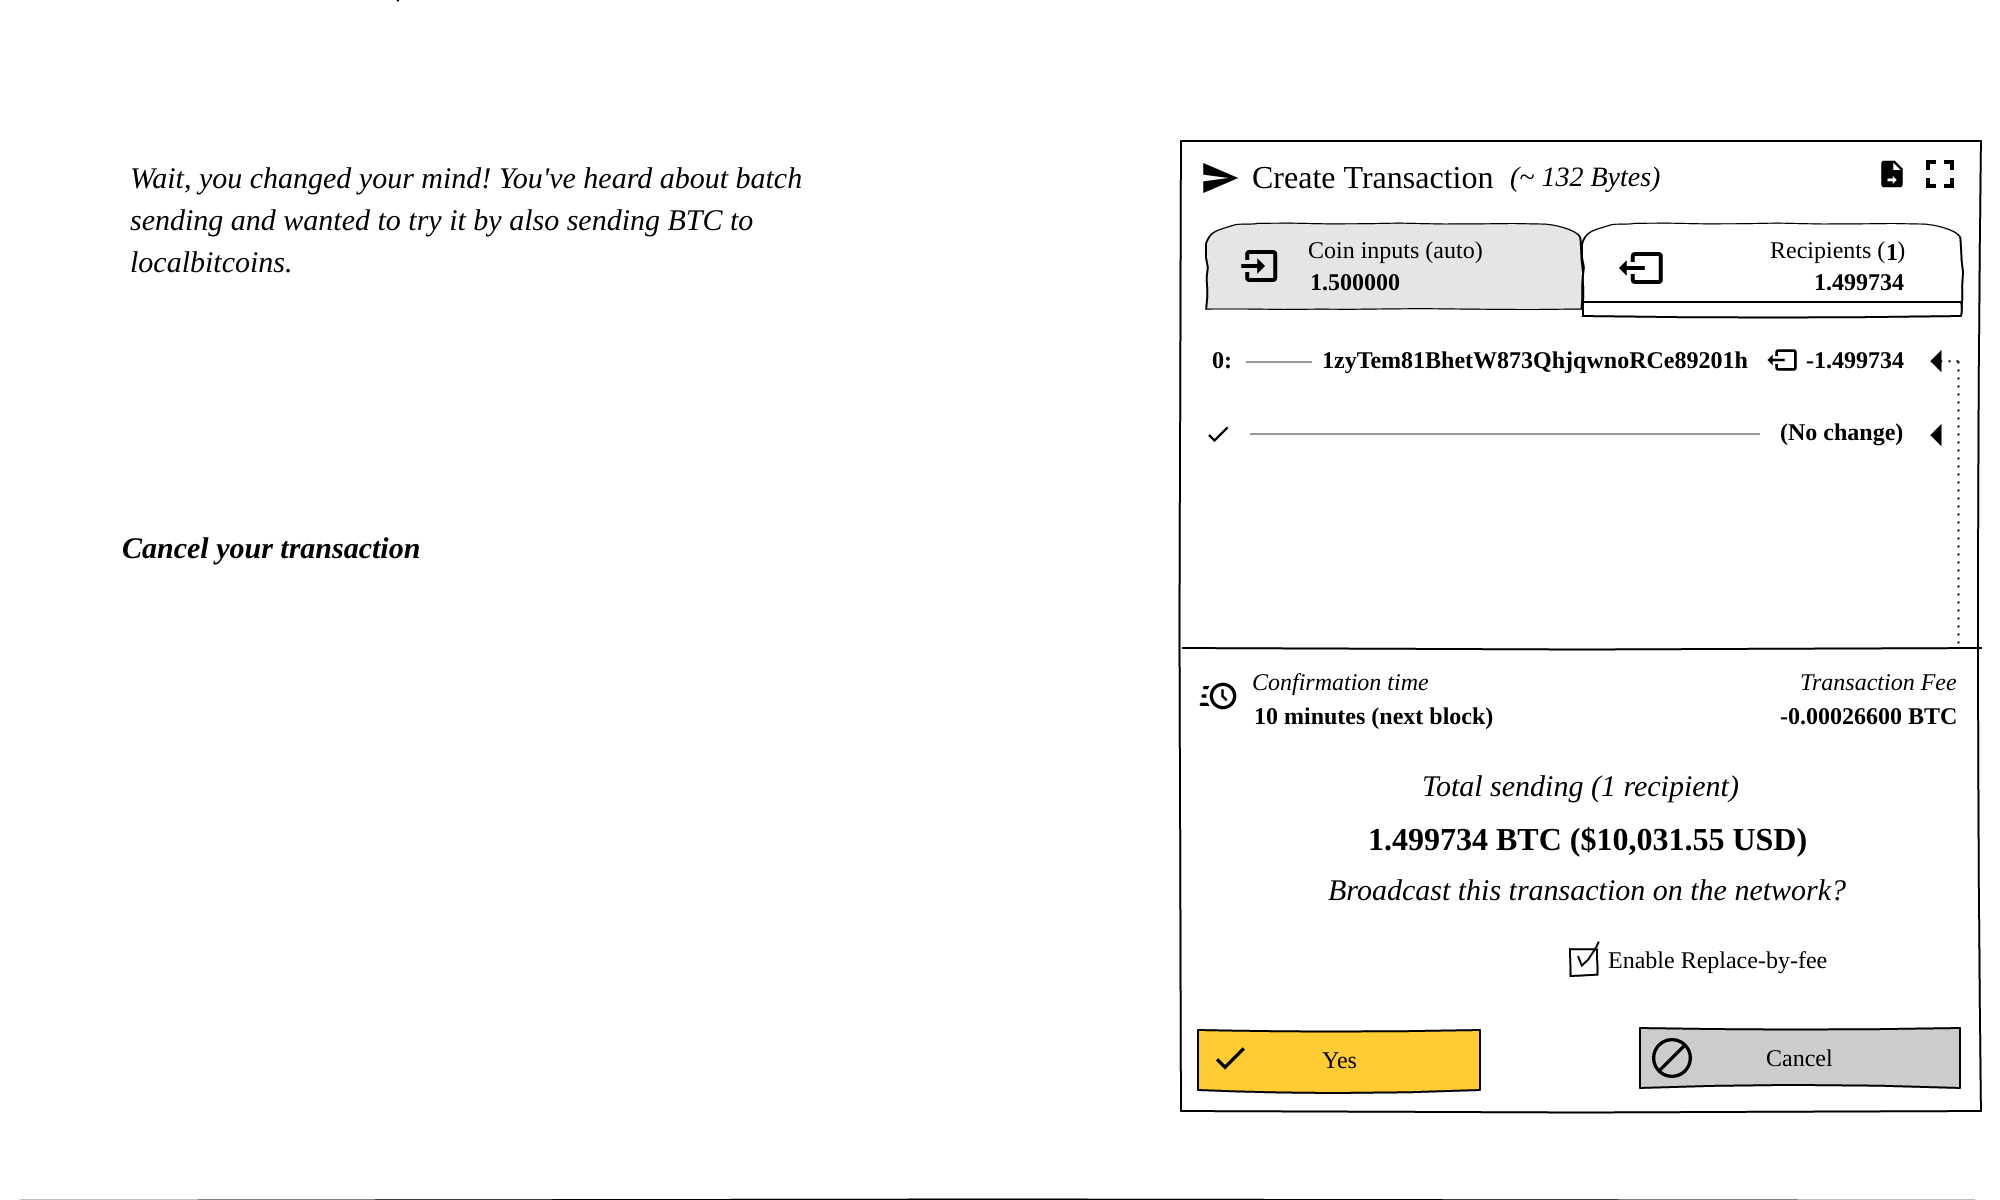 Wait, you changed your mind! You've heard about batch
sending and wanted to try it by also sending BTC to
localbitcoins.
Cancel your transaction
Create Transaction (~ 132 Bytes)
Coin inputs (auto)
1.500000
Recipients (1)
1.499734
0: 1zyTem81BhetW873QhjqwnoRCe89201h -1.499734
(No change)
Confirmation time
10 minutes (next block)
Transaction Fee
-0.00026600 BTC
Total sending (1 recipient)
1.499734 BTC ($10,031.55 USD)
Broadcast this transaction on the network?
Enable Replace-by-fee
Yes
Cancel